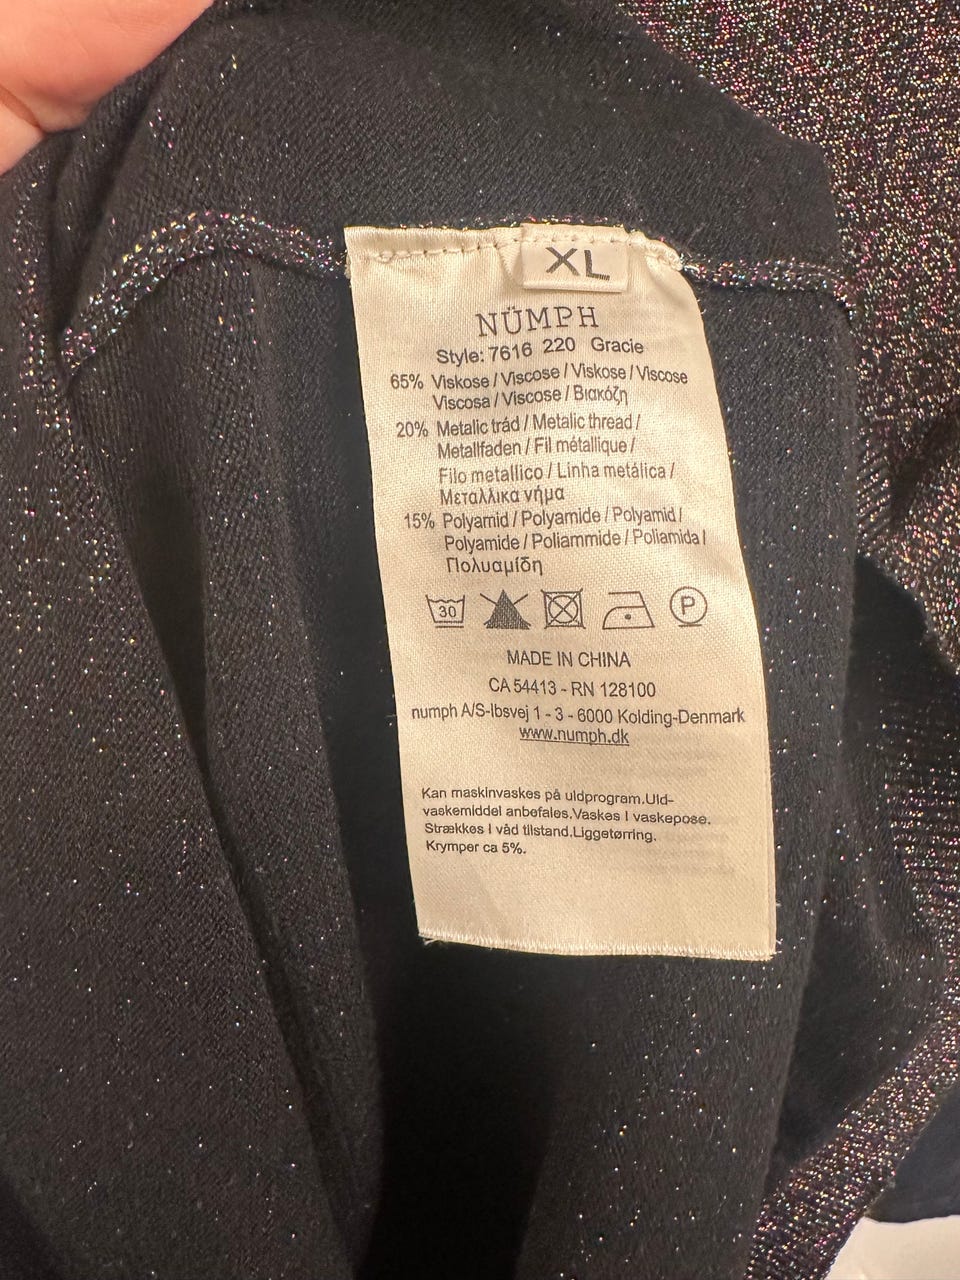 XL
NÜMPH
Style: 7616 220 Gracie
65% Viskose / Viscose / Viskose / Viscose
Viscosa / Viscose / Βιακόζη
20% Metalic tråd / Metalic thread /
Metallfaden / Fil métallique /
Filo metallico / Linha metálica /
Μεταλλικα νήμα
15% Polyamid / Polyamide / Polyamid /
Polyamide / Poliammide / Poliamida /
Πολυαμίδη
30 P
MADE IN CHINA
CA 54413 - RN 128100
numph A/S-Ibsvej 1 - 3 - 6000 Kolding-Denmark
www.numph.dk
Kan maskinvaskes på uldprogram.Uld-
vaskemiddel anbefales.Vaskes I vaskepose.
Strækkes I våd tilstand.Liggetørring.
Krymper ca 5%.